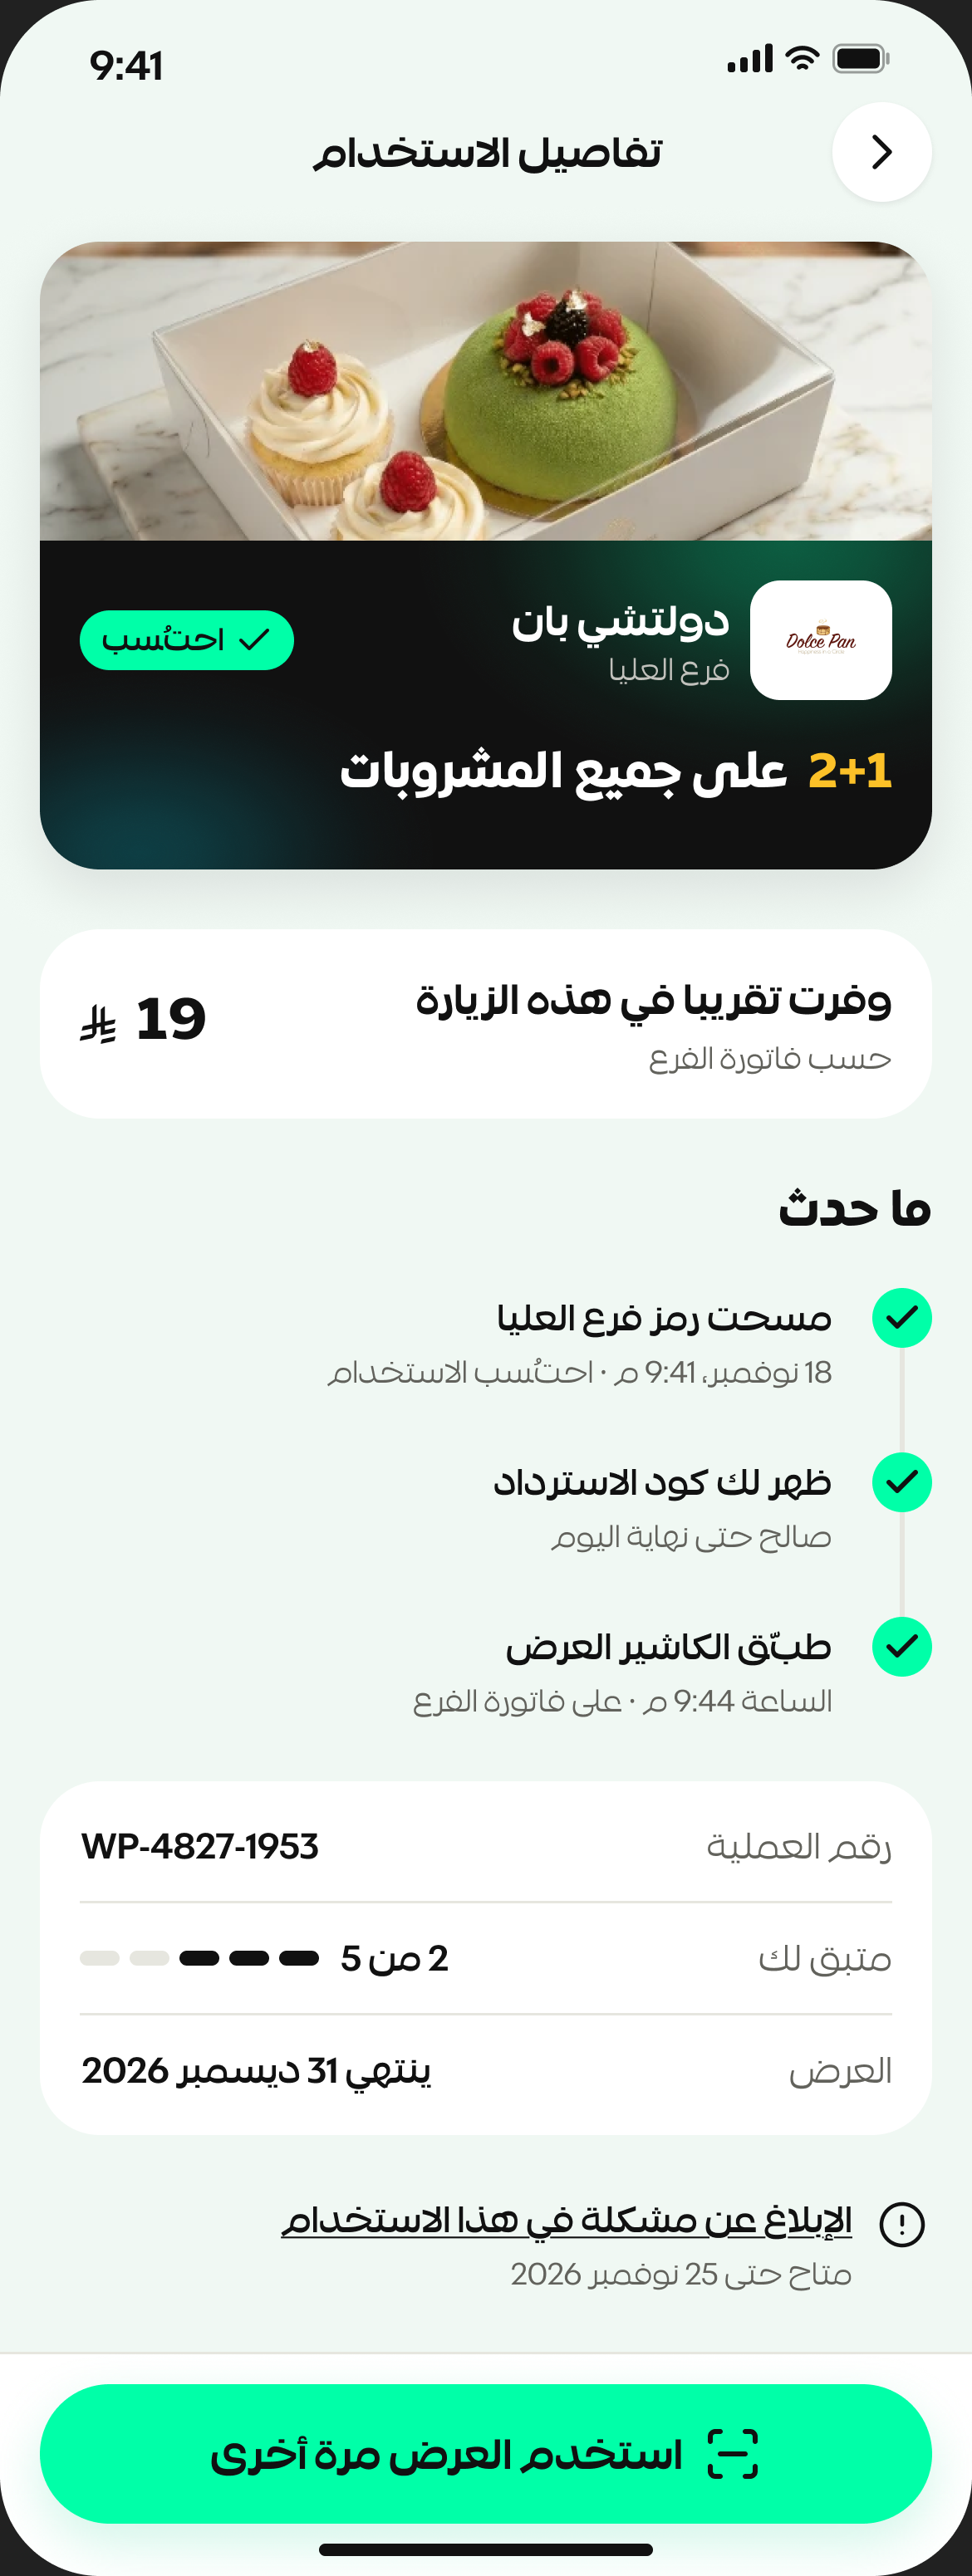 9:41
تفاصيل الاستخدام
Dolce Pan
دولتشي بان
فرع العليا
احتُسب
2+1 على جميع المشروبات
وفرت تقريبا في هذه الزيارة
حسب فاتورة الفرع
19
ما حدث
مسحت رمز فرع العليا
18 نوفمبر، 9:41 م · احتُسب الاستخدام
ظهر لك كود الاسترداد
صالح حتى نهاية اليوم
طبّق الكاشير العرض
الساعة 9:44 م · على فاتورة الفرع
رقم العملية WP-4827-1953
متبق لك 2 من 5
العرض ينتهي 31 ديسمبر 2026
الإبلاغ عن مشكلة في هذا الاستخدام
متاح حتى 25 نوفمبر 2026
استخدم العرض مرة أخرى